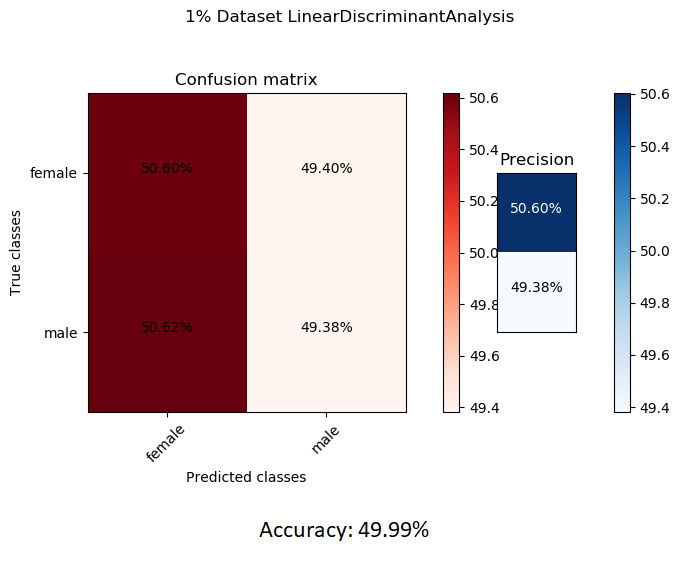 1% Dataset LinearDiscriminantAnalysis
Confusion matrix
Precision
True classes
female
male
50.60%
49.40%
50.62%
49.38%
female
male
Predicted classes
50.6
50.4
50.2
50.0
49.8
49.6
49.4
50.60%
49.38%
50.6
50.4
50.2
50.0
49.8
49.6
49.4
Accuracy: 49.99%